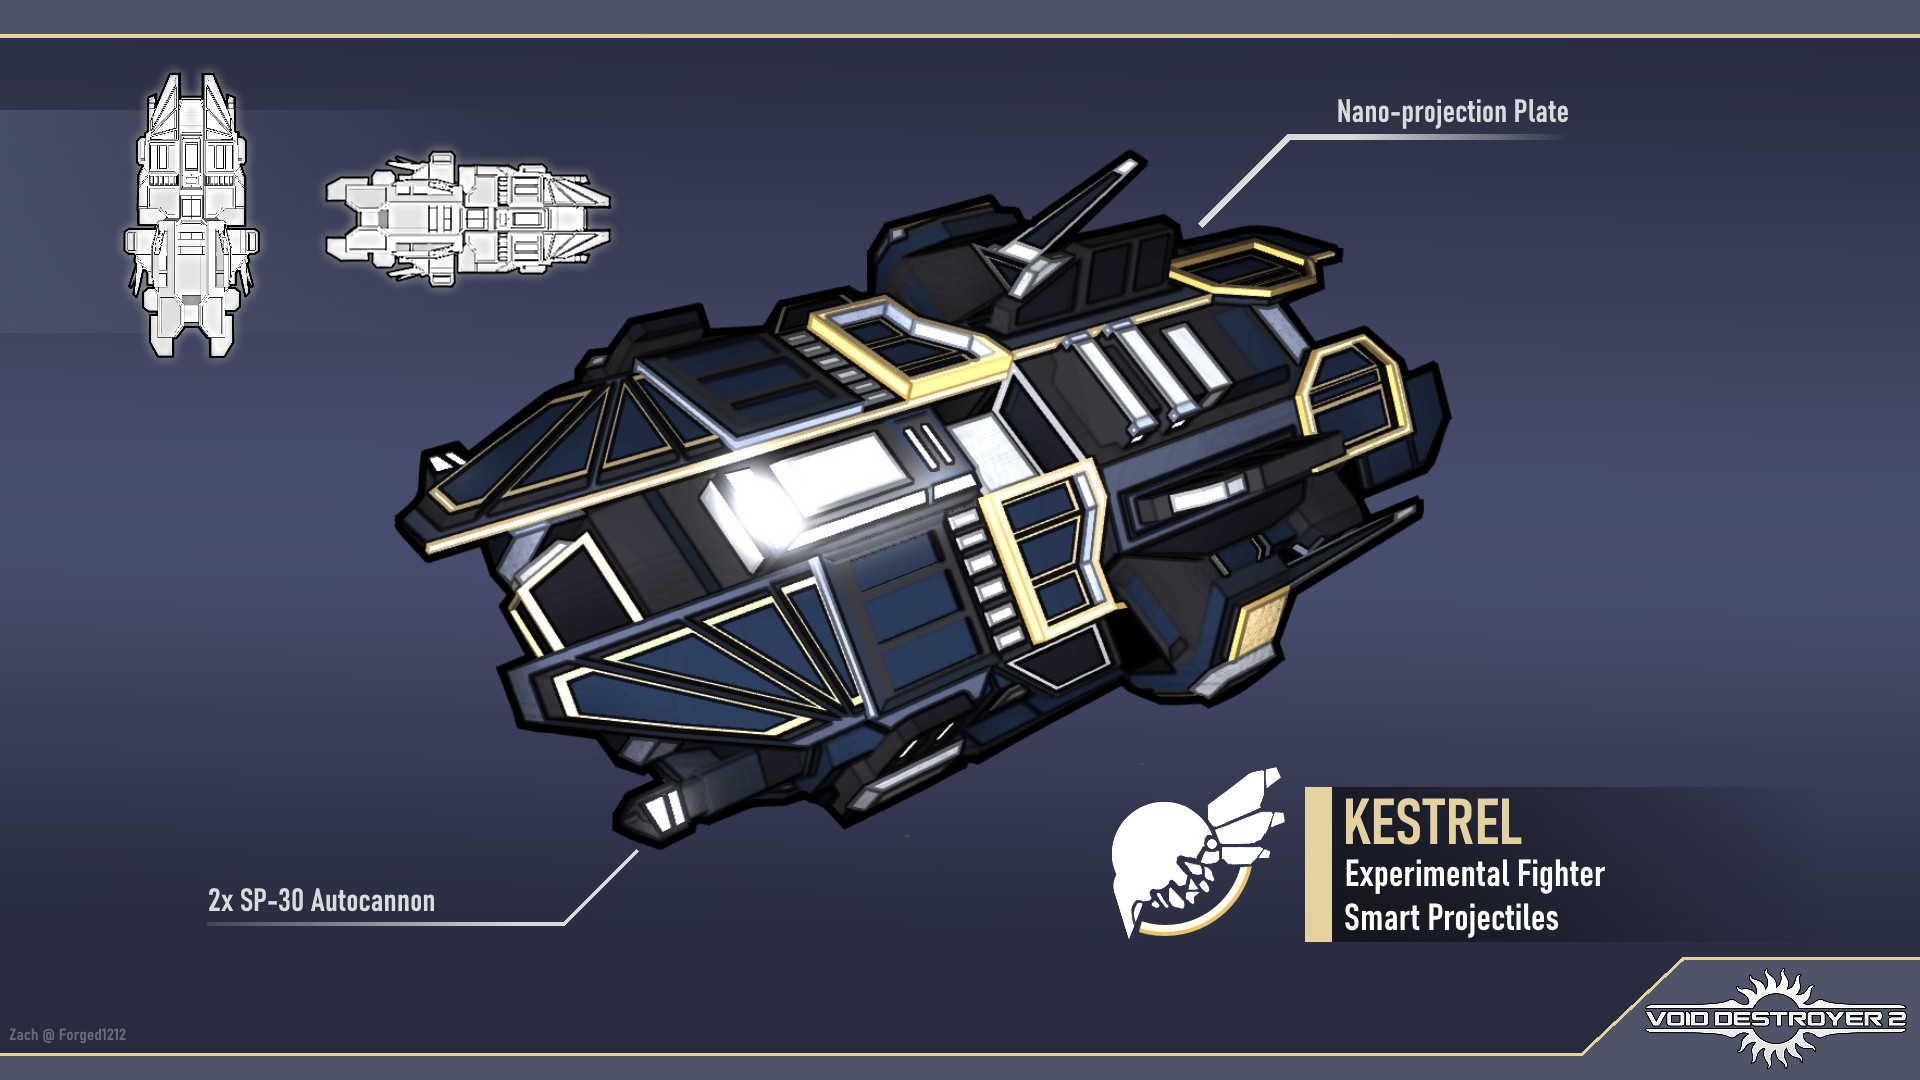 Nano-projection Plate
2x SP-30 Autocannon
KESTREL
Experimental Fighter
Smart Projectiles
Zach @ Forged1212
VOID DESTROYER 2